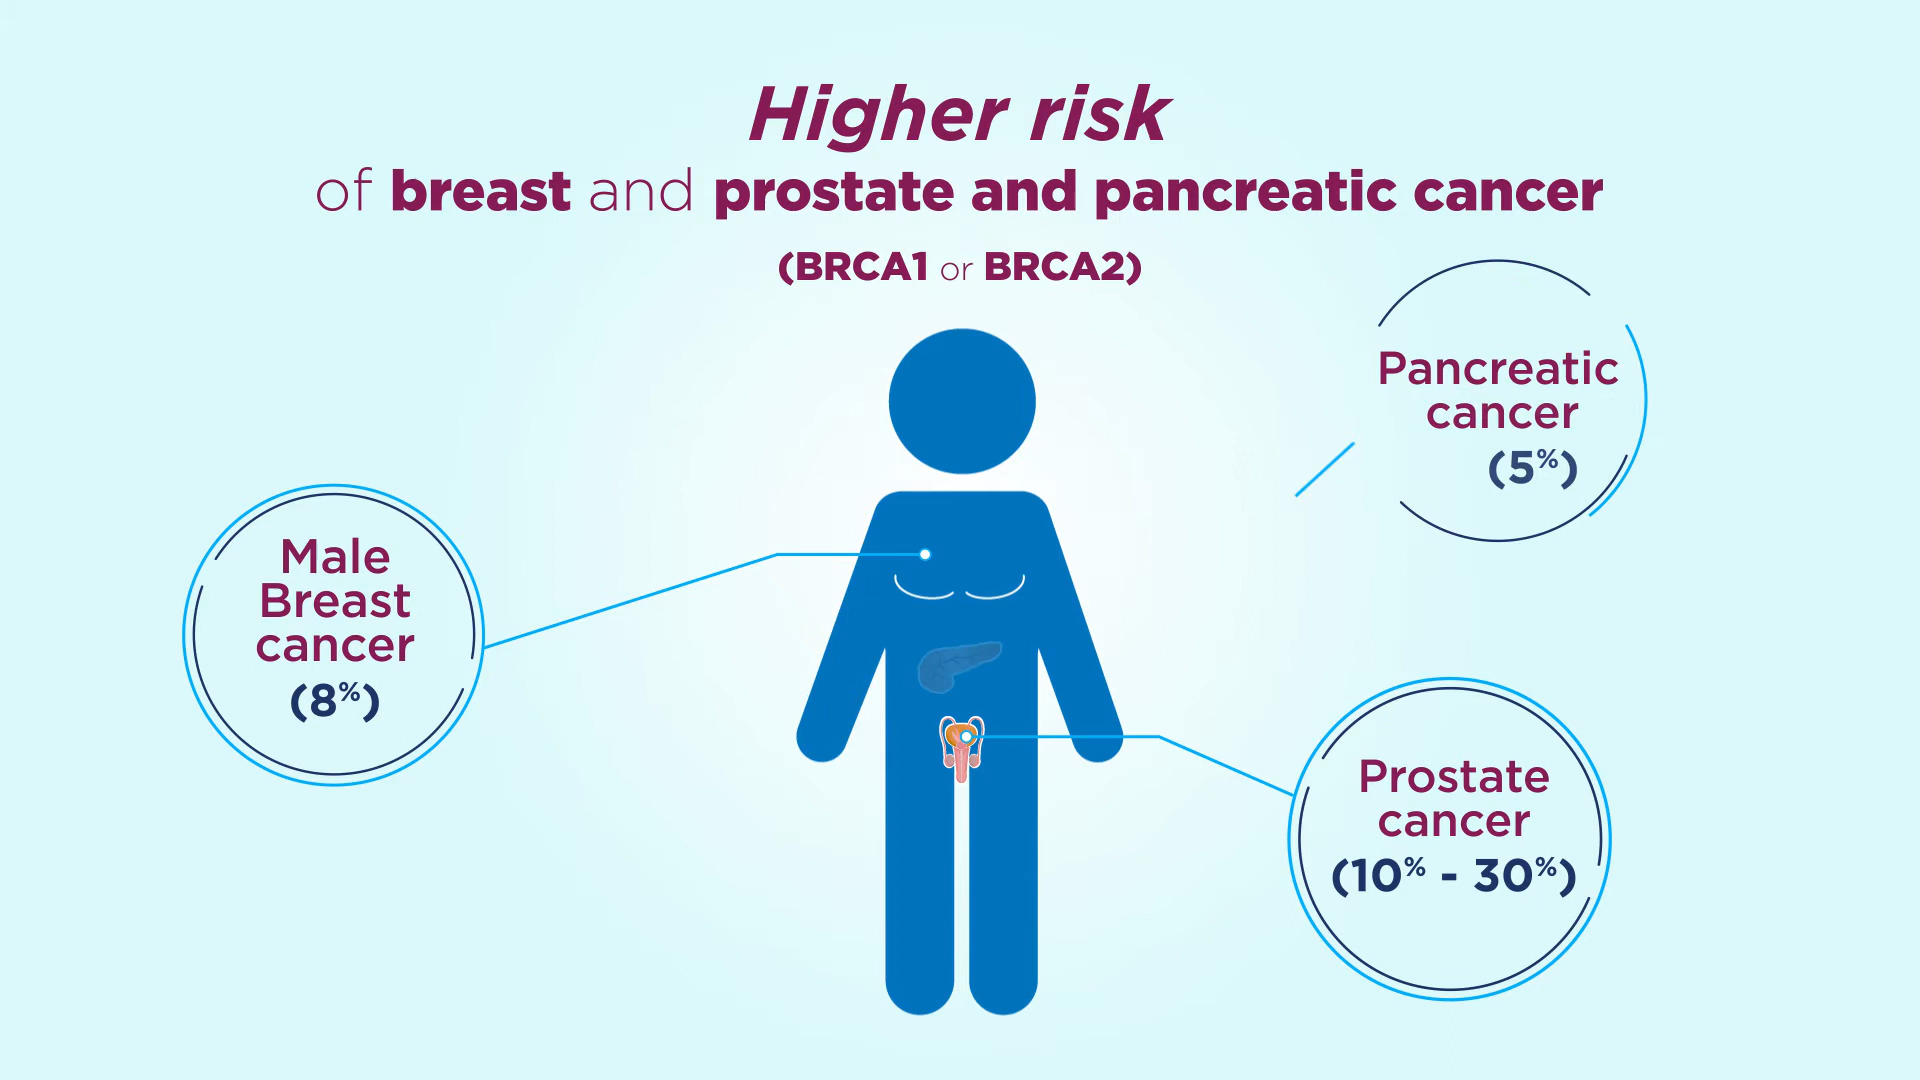 Higher risk
of breast and prostate and pancreatic cancer
(BRCA1 or BRCA2)
Pancreatic
cancer
(5%)
Male
Breast
cancer
(8%)
Prostate
cancer
(10% - 30%)